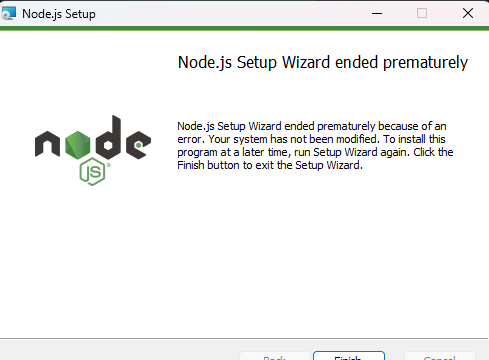 Node.js Setup
Node.js Setup Wizard ended prematurely
node
JS
®
Node.js Setup Wizard ended prematurely because of an
error. Your system has not been modified. To install this
program at a later time, run Setup Wizard again. Click the
Finish button to exit the Setup Wizard.
Back Finish Cancel